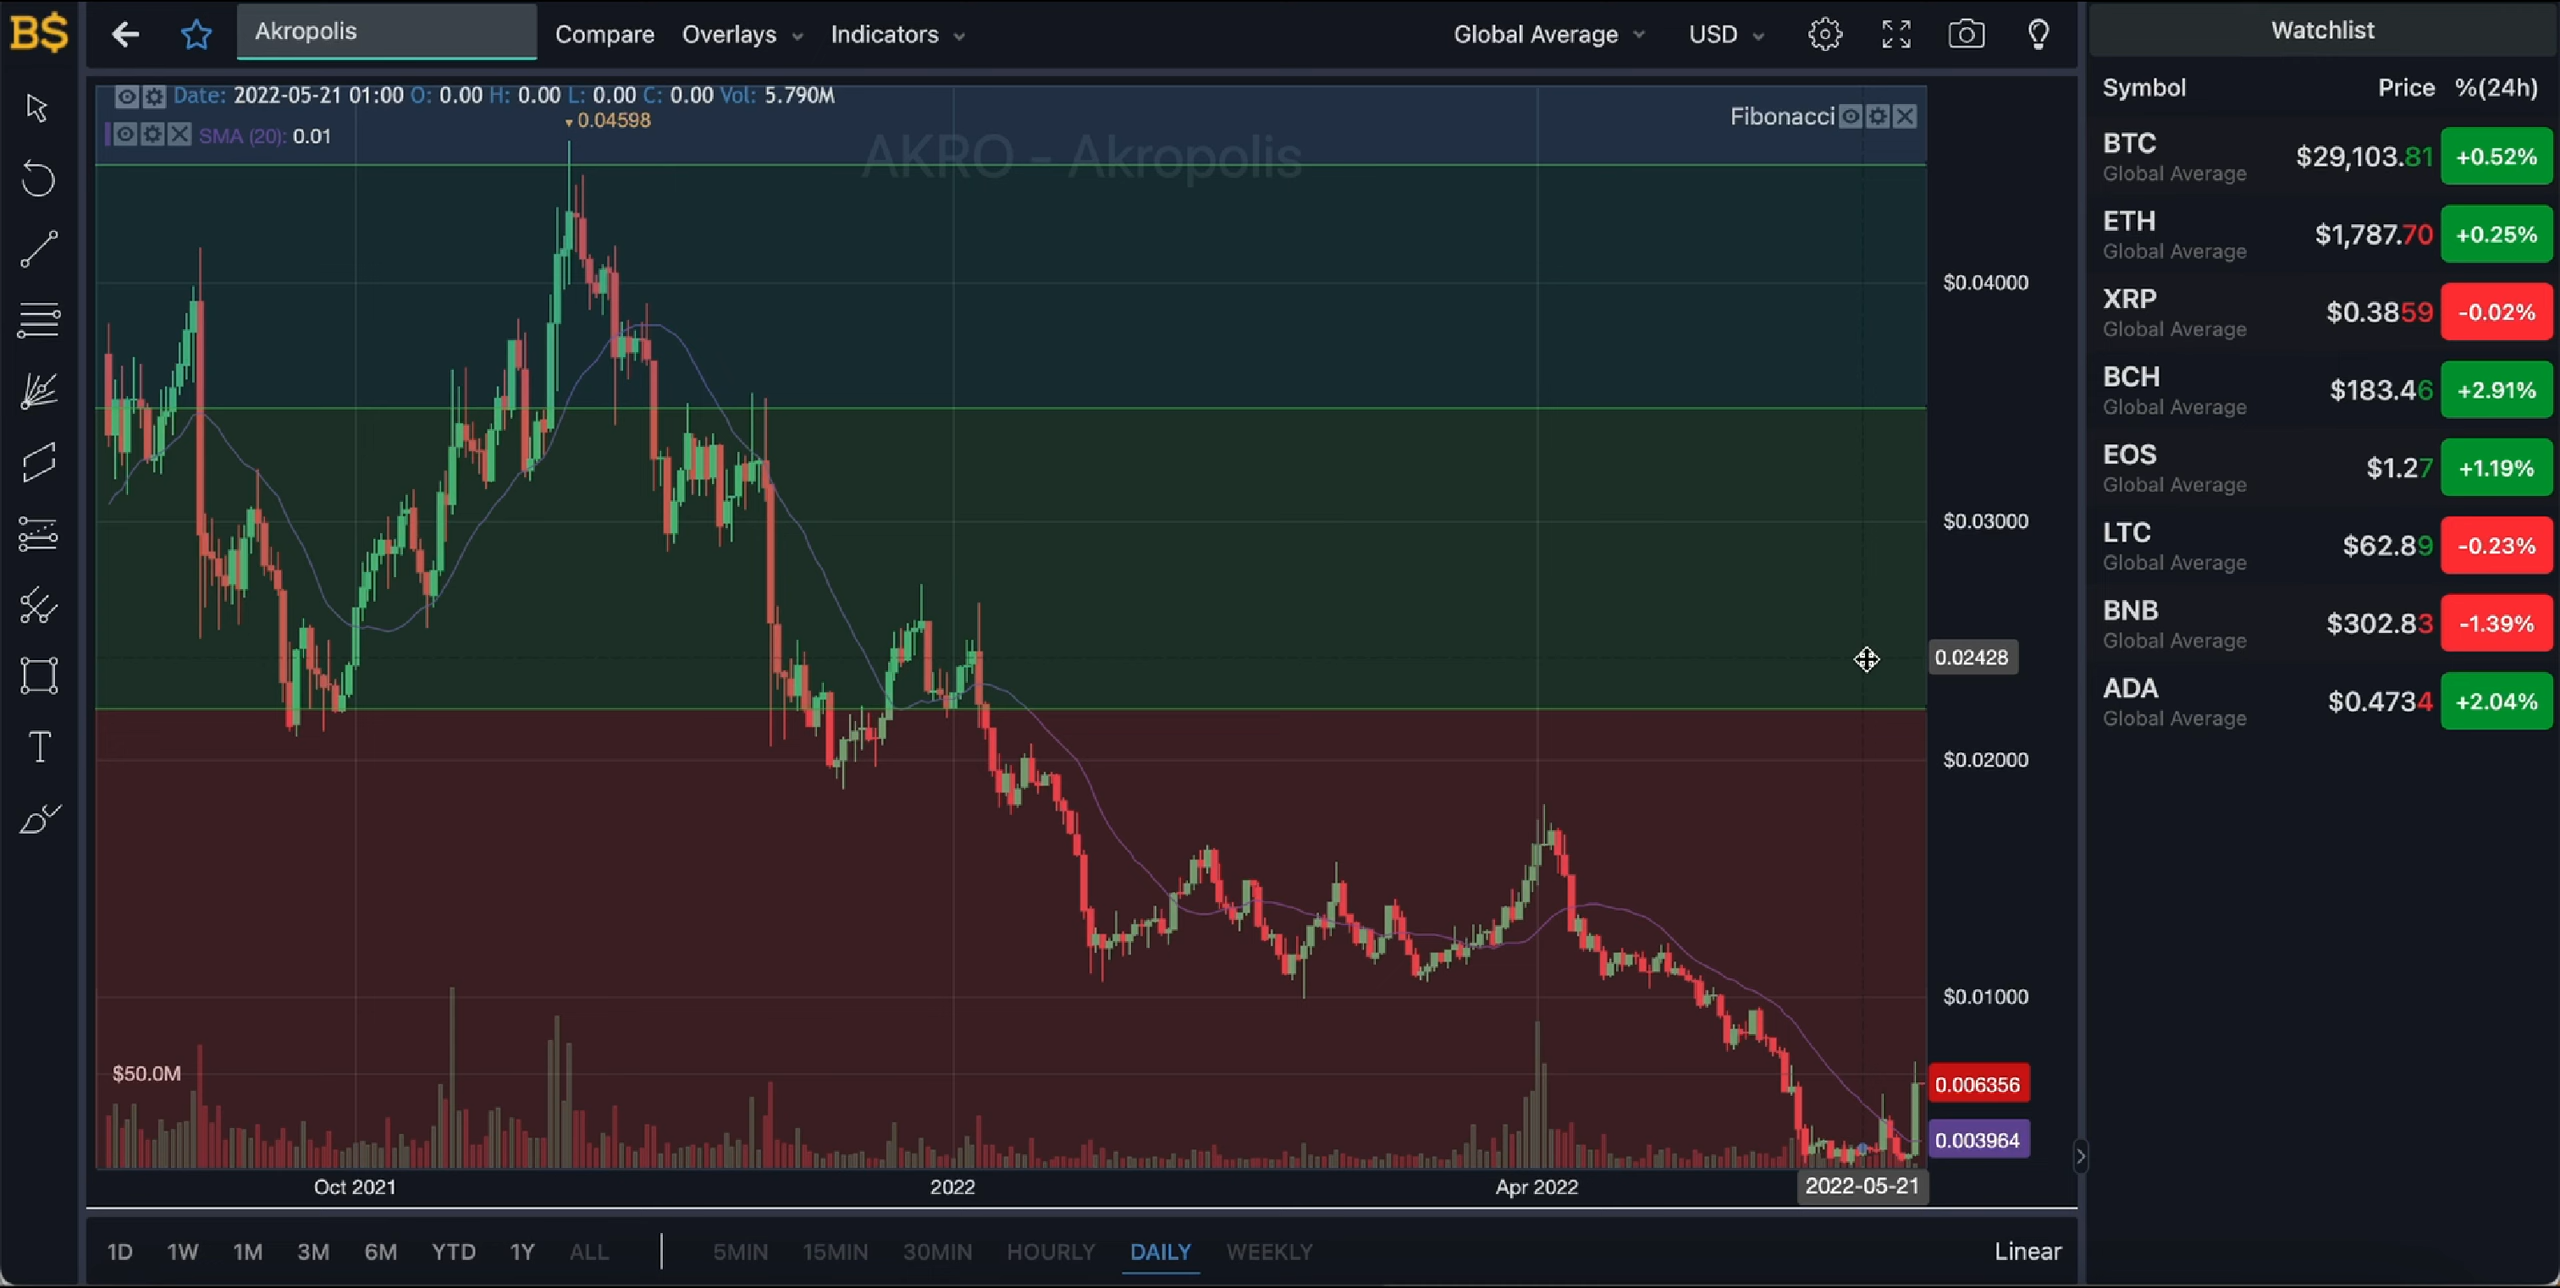 B$
Akropolis
Compare
Overlays
Indicators
Global Average
USD
Date: 2022-05-21 01:00 O: 0.00 H: 0.00 L: 0.00 C: 0.00 Vol: 5.790M
SMA (20): 0.01
0.04598
AKRO - Akropolis
Fibonacci
$0.04000
$0.03000
0.02428
$0.02000
$0.01000
0.006356
0.003964
$50.0M
Oct 2021
2022
Apr 2022
2022-05-21
1D 1W 1M 3M 6M YTD 1Y ALL
5MIN 15MIN 30MIN HOURLY DAILY WEEKLY
Linear
Watchlist
Symbol Price %(24h)
BTC $29,103.81 +0.52%
Global Average
ETH $1,787.70 +0.25%
Global Average
XRP $0.3859 -0.02%
Global Average
BCH $183.46 +2.91%
Global Average
EOS $1.27 +1.19%
Global Average
LTC $62.89 -0.23%
Global Average
BNB $302.83 -1.39%
Global Average
ADA $0.4734 +2.04%
Global Average